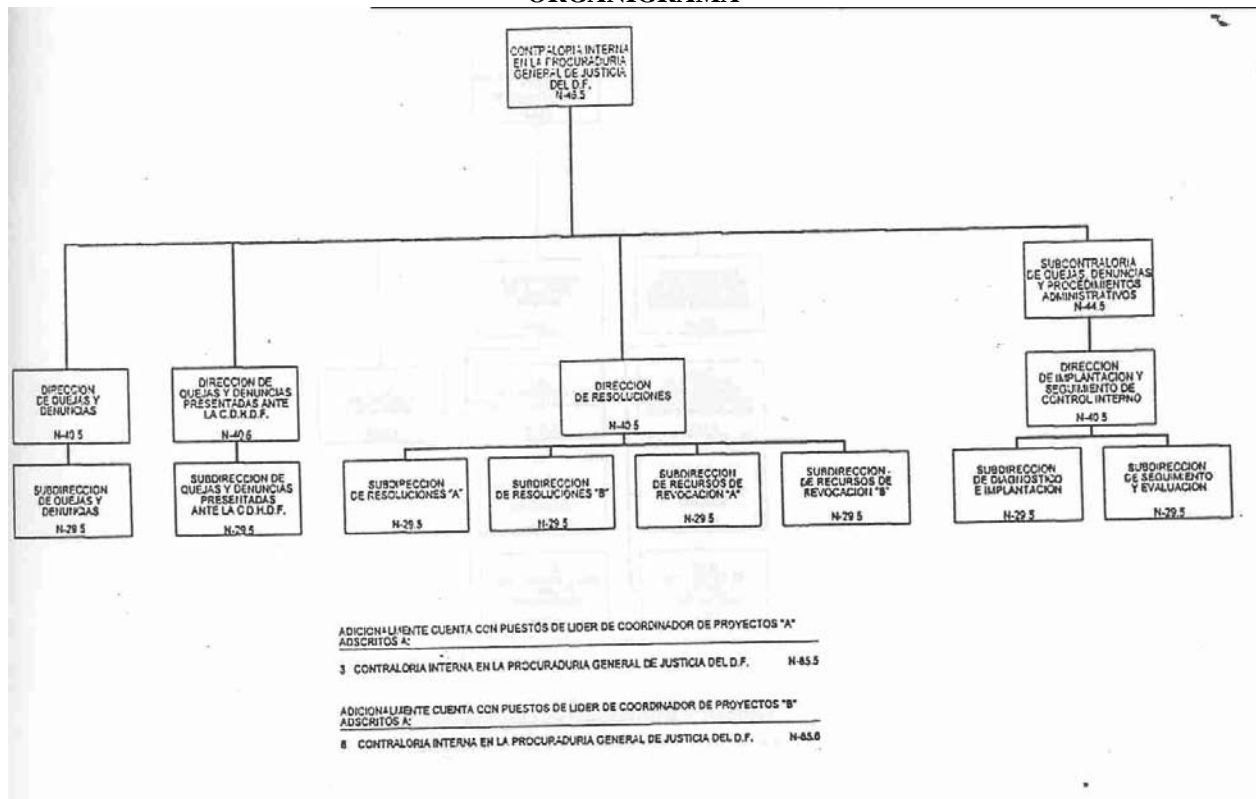 ORGANIGRAMA
CONTRALORIA INTERNA
EN LA PROCURADURIA
GENERAL DE JUSTICIA
DEL D.F.
N-46.5
SUBCONTRALORIA
DE QUEJAS, DENUNCIAS
Y PROCEDIMIENTOS
ADMINISTRATIVOS
N-44.5
DIRECCION
DE QUEJAS Y
DENUNCIAS
N-40.5
DIRECCION DE
QUEJAS Y DENUNCIAS
PRESENTADAS ANTE
LA C.D.H.D.F.
N-40.5
DIRECCION
DE RESOLUCIONES
N-40.5
DIRECCION
DE IMPLANTACION Y
SEGUIMIENTO DE
CONTROL INTERNO
N-40.5
SUBDIRECCION
DE QUEJAS Y
DENUNCIAS
N-29.5
SUBDIRECCION DE
QUEJAS Y DENUNCIAS
PRESENTADAS
ANTE LA C.D.H.D.F.
N-29.5
SUBDIRECCION
DE RESOLUCIONES "A"
N-29.5
SUBDIRECCION
DE RESOLUCIONES "B"
N-29.5
SUBDIRECCION
DE RECURSOS DE
REVOCACION "A"
N-29.5
SUBDIRECCION
DE RECURSOS DE
REVOCACION "B"
N-29.5
SUBDIRECCION
DE DIAGNOSTICO
E IMPLANTACION
N-29.5
SUBDIRECCION
DE SEGUIMIENTO
Y EVALUACION
N-29.5
ADICIONALMENTE CUENTA CON PUESTOS DE LIDER DE COORDINADOR DE PROYECTOS "A"
ADSCRITOS A:
3 CONTRALORIA INTERNA EN LA PROCURADURIA GENERAL DE JUSTICIA DEL D.F. N-85.5
ADICIONALMENTE CUENTA CON PUESTOS DE LIDER DE COORDINADOR DE PROYECTOS "B"
ADSCRITOS A:
CONTRALORIA INTERNA EN LA PROCURADURIA GENERAL DE JUSTICIA DEL D.F.